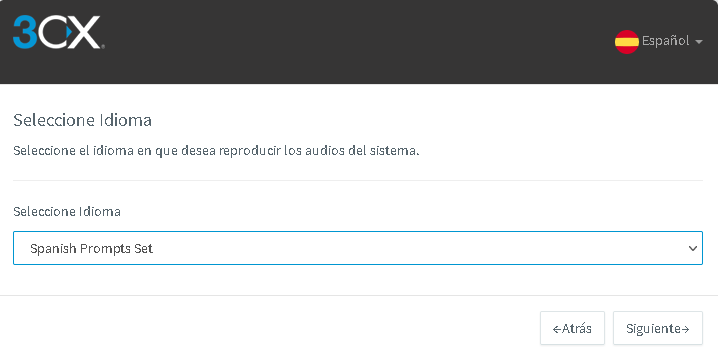 3CX®
Español
Seleccione Idioma
Seleccione el idioma en que desea reproducir los audios del sistema.
Seleccione Idioma
Spanish Prompts Set
←Atrás
Siguiente→